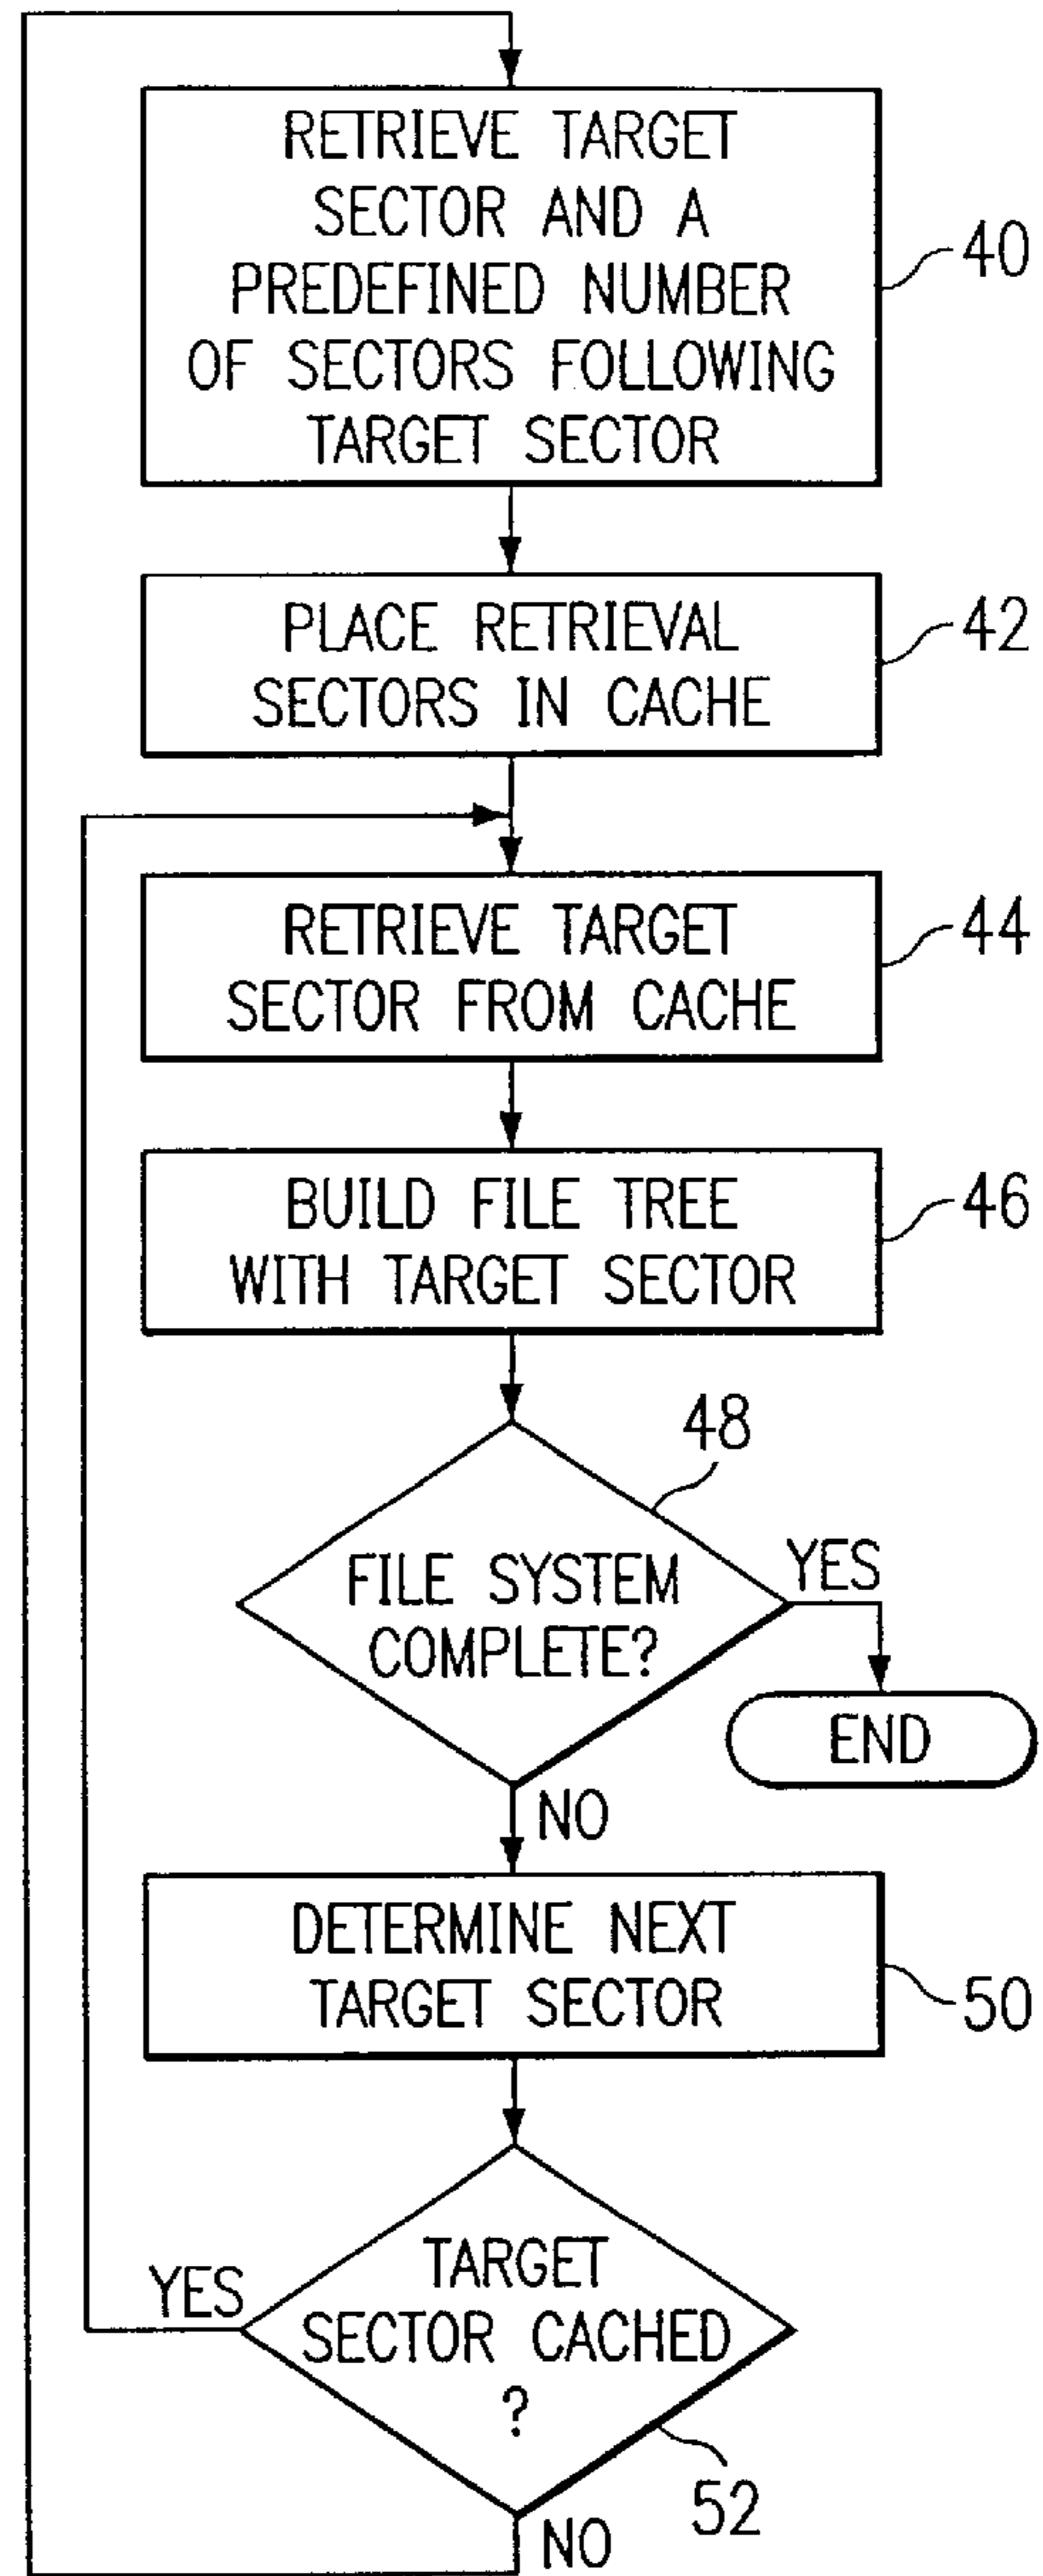 RETRIEVE TARGET
SECTOR AND A
PREDEFINED NUMBER
OF SECTORS FOLLOWING
TARGET SECTOR
40
PLACE RETRIEVAL
SECTORS IN CACHE
42
RETRIEVE TARGET
SECTOR FROM CACHE
44
BUILD FILE TREE
WITH TARGET SECTOR
46
48
FILE SYSTEM
COMPLETE?
YES
END
NO
DETERMINE NEXT
TARGET SECTOR
50
TARGET
SECTOR CACHED
?
YES
52
NO